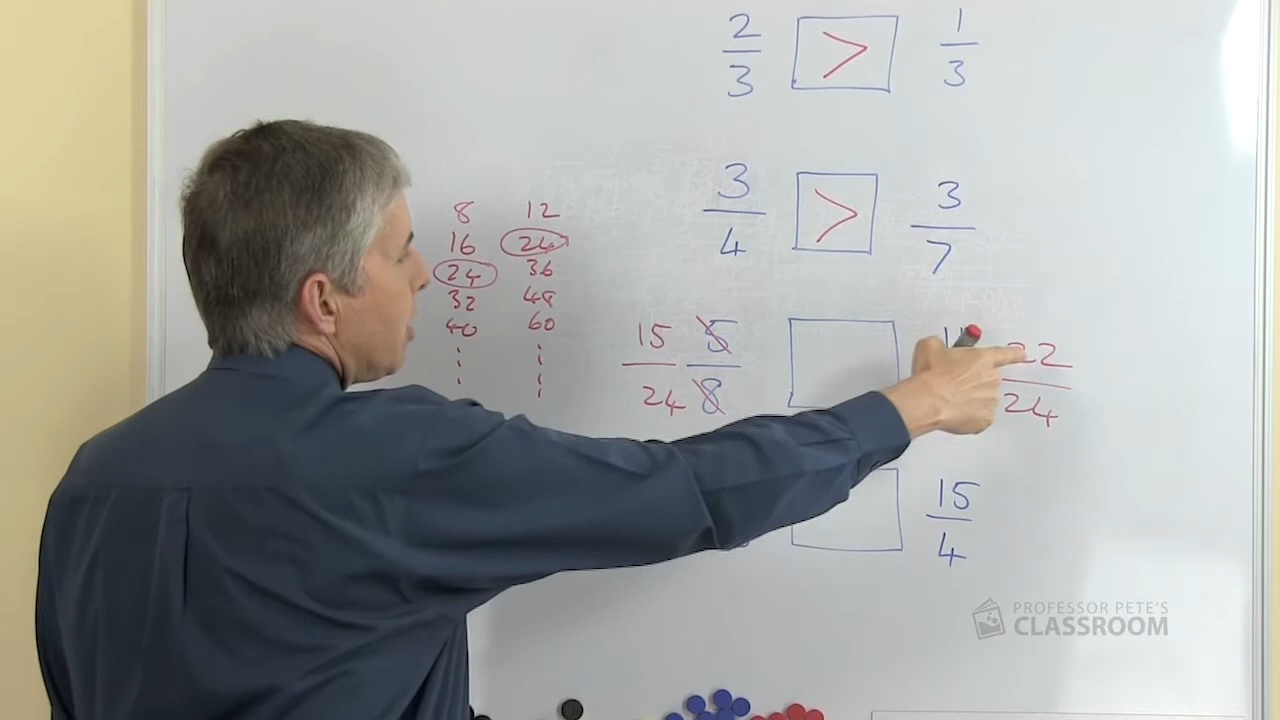 2/3 > 1/3
3/4 > 3/7
8 12
16 24
24 36
32 48
40 60
15/24 5/8 22/24
15/4
PROFESSOR PETE'S
CLASSROOM